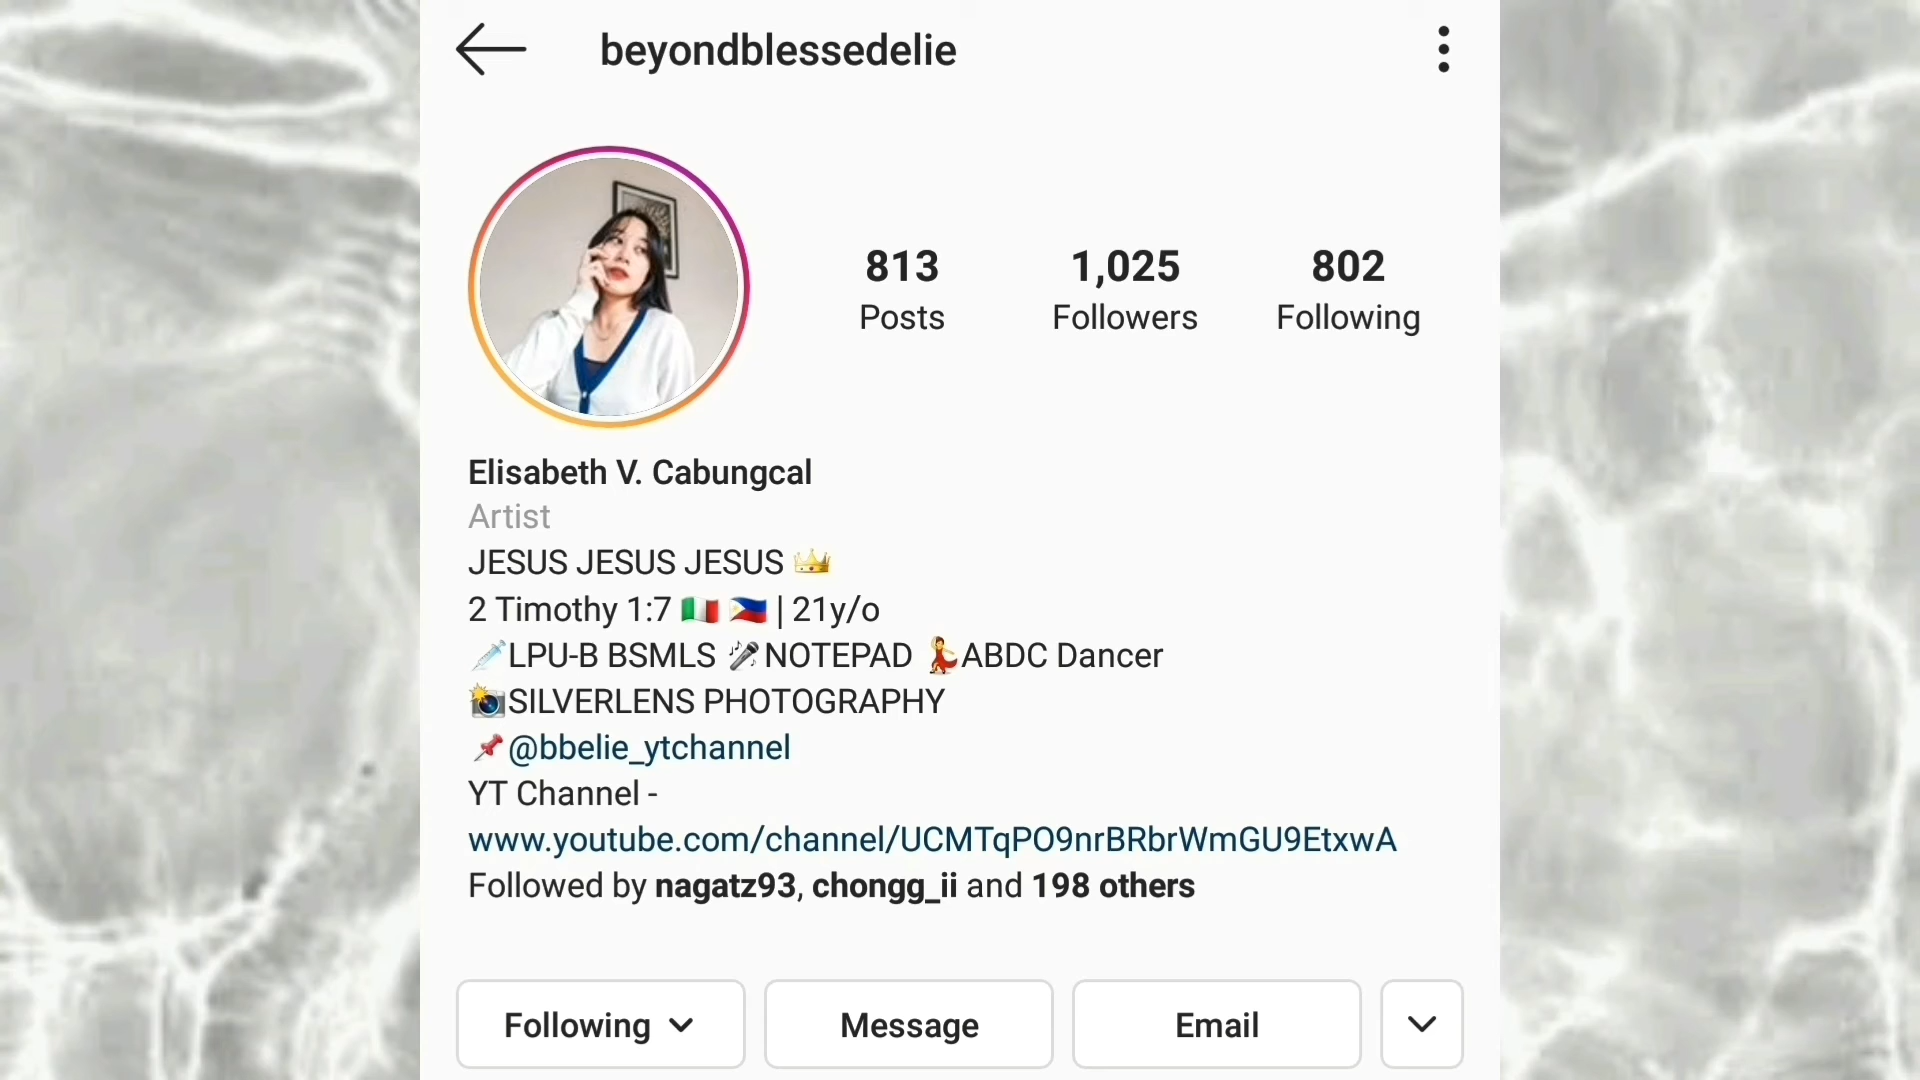 beyondblessedelie
813 1,025 802
Posts Followers Following
Elisabeth V. Cabungcal
Artist
JESUS JESUS JESUS 👑
2 Timothy 1:7 🇮🇹 🇵🇭 | 21y/o
💉LPU-B BSMLS 🎤NOTEPAD 💃ABDC Dancer
📸SILVERLENS PHOTOGRAPHY
📌@bbelie_ytchannel
YT Channel -
www.youtube.com/channel/UCMTqPO9nrBRbrWmGU9EtxwA
Followed by nagatz93, chongg_ii and 198 others
Following Message Email